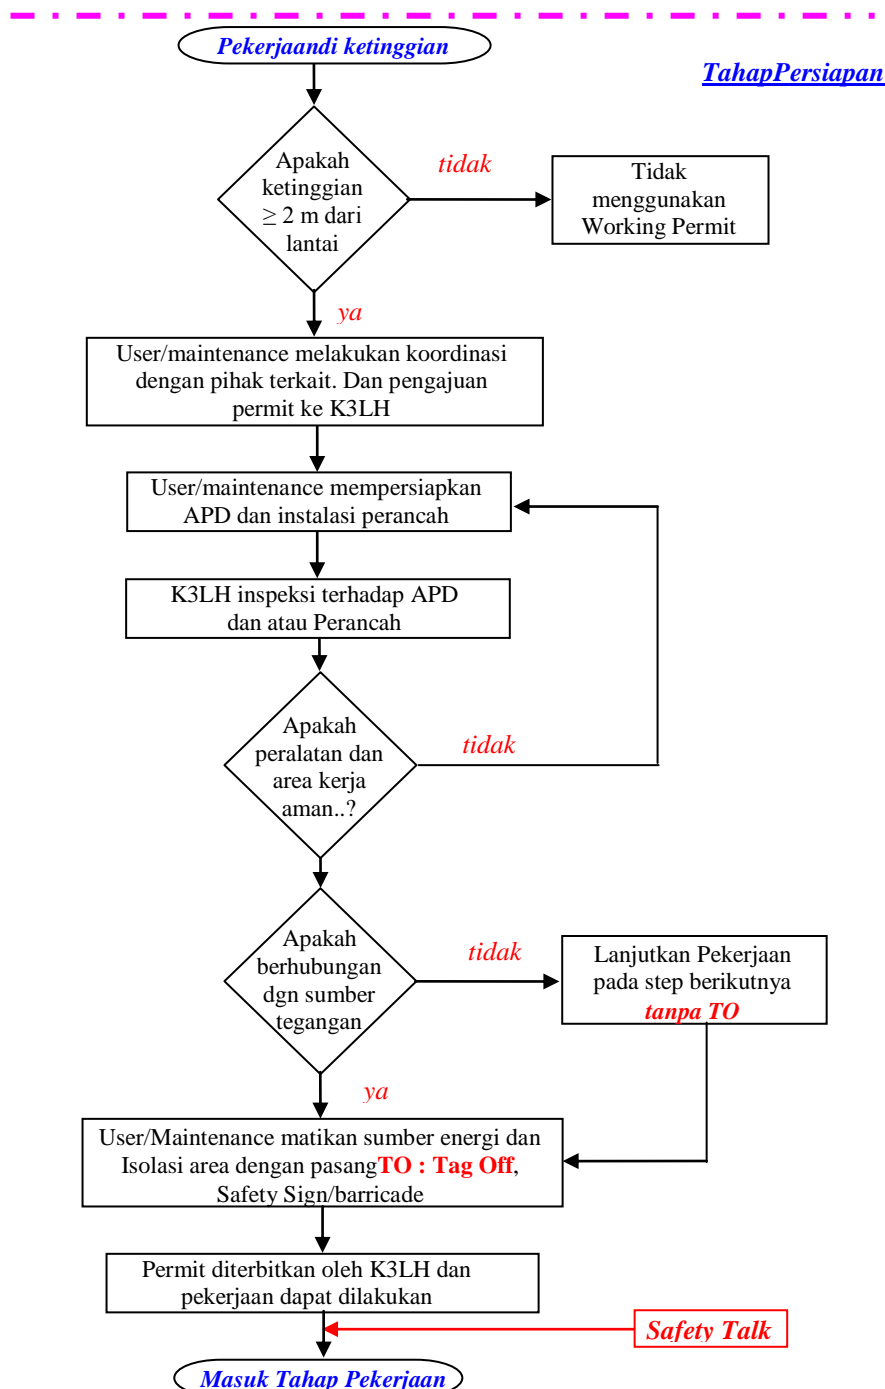 Pekerjaandi ketinggian
TahapPersiapan
Apakah
ketinggian
≥ 2 m dari
lantai
tidak
Tidak
menggunakan
Working Permit
ya
User/maintenance melakukan koordinasi
dengan pihak terkait. Dan pengajuan
permit ke K3LH
User/maintenance mempersiapkan
APD dan instalasi perancah
K3LH inspeksi terhadap APD
dan atau Perancah
Apakah
peralatan dan
area kerja
aman..?
tidak
Apakah
berhubungan
dgn sumber
tegangan
tidak
Lanjutkan Pekerjaan
pada step berikutnya
tanpa TO
ya
User/Maintenance matikan sumber energi dan
Isolasi area dengan pasangTO : Tag Off,
Safety Sign/barricade
Permit diterbitkan oleh K3LH dan
pekerjaan dapat dilakukan
Safety Talk
Masuk Tahap Pekerjaan